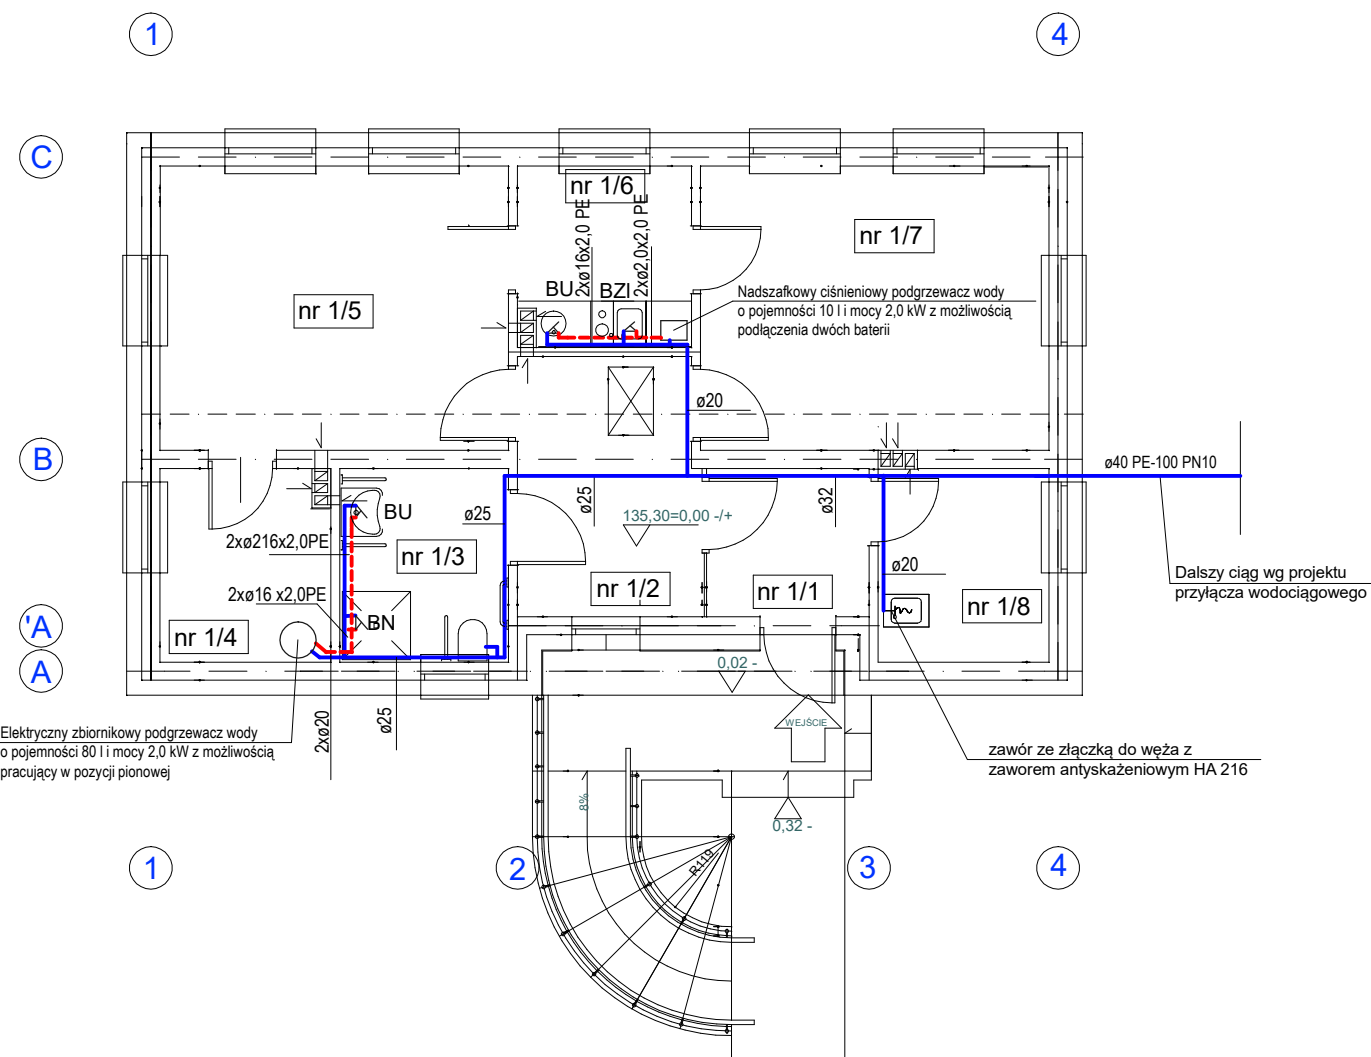 1
4
C
nr 1/6
nr 1/7
2xø16x2,0 PE
2xø2,0x2,0 PE
BU
BZI
nr 1/5
Nadszafkowy ciśnieniowy podgrzewacz wody
o pojemności 10 l i mocy 2,0 kW z możliwością
podłączenia dwóch baterii
ø20
B
ø40 PE-100 PN10
BU
ø25
ø25
135,30=0,00 -/+
ø32
2xø216x2,0PE
nr 1/3
ø20
2xø16 x2,0PE
nr 1/2
nr 1/1
nr 1/8
Dalszy ciąg wg projektu
przyłącza wodociągowego
'A
BN
nr 1/4
A
0,02 -
WEJŚCIE
2xø20
ø25
Elektryczny zbiornikowy podgrzewacz wody
o pojemności 80 l i mocy 2,0 kW z możliwością
pracujący w pozycji pionowej
zawór ze złączką do węża z
zaworem antyskażeniowym HA 216
8%
0,32 -
R119
1
2
3
4